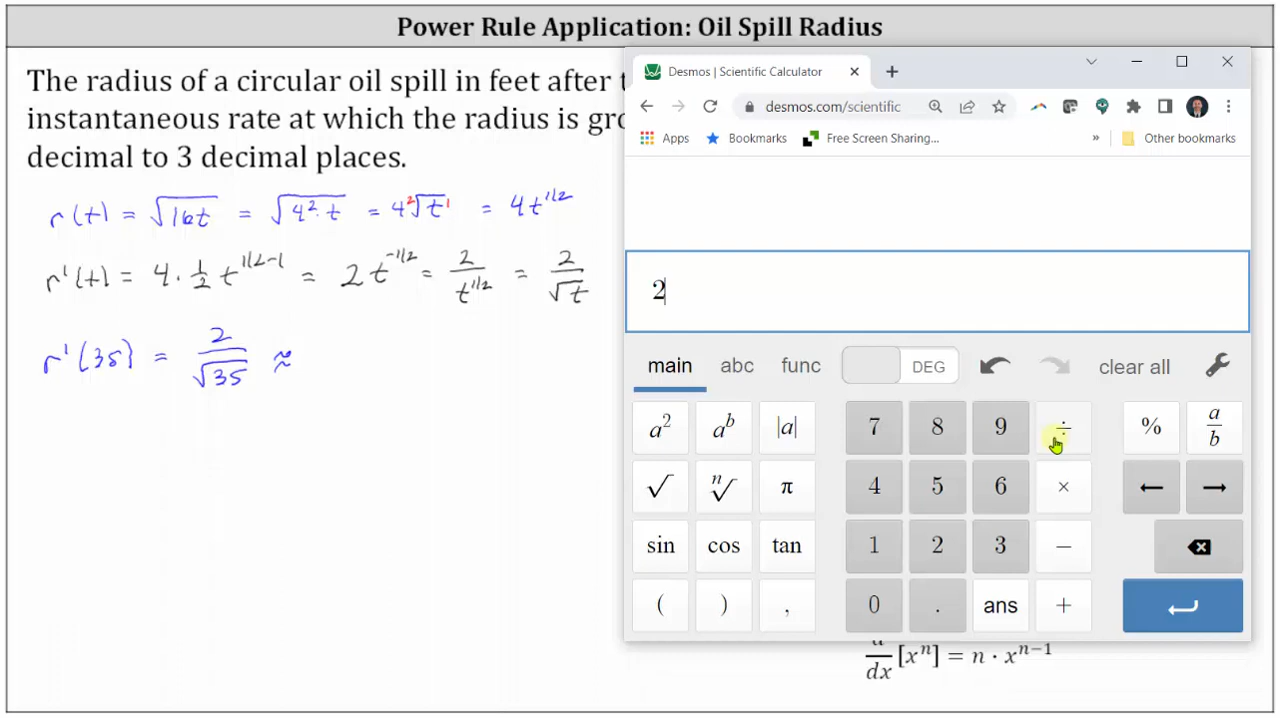 Power Rule Application: Oil Spill Radius
The radius of a circular oil spill in feet after
instantaneous rate at which the radius is
decimal to 3 decimal places.
r(t) = √16t = √4²·t = 4²√t¹ = 4t^1/2
r'(t) = 4·1/2 t^1/2-1 = 2t^-1/2 = 2/t^1/2 = 2/√t
r'(35) = 2/√35 ≈
Desmos | Scientific Calculator
desmos.com/scientific
Apps Bookmarks Free Screen Sharing... » Other bookmarks
2
main abc func DEG clear all
a² a^b |a| 7 8 9 ÷ % a/b
√ ⁿ√ π 4 5 6 × ← →
sin cos tan 1 2 3 −
( ) , 0 . ans +
d/dx [xⁿ] = n · xⁿ⁻¹